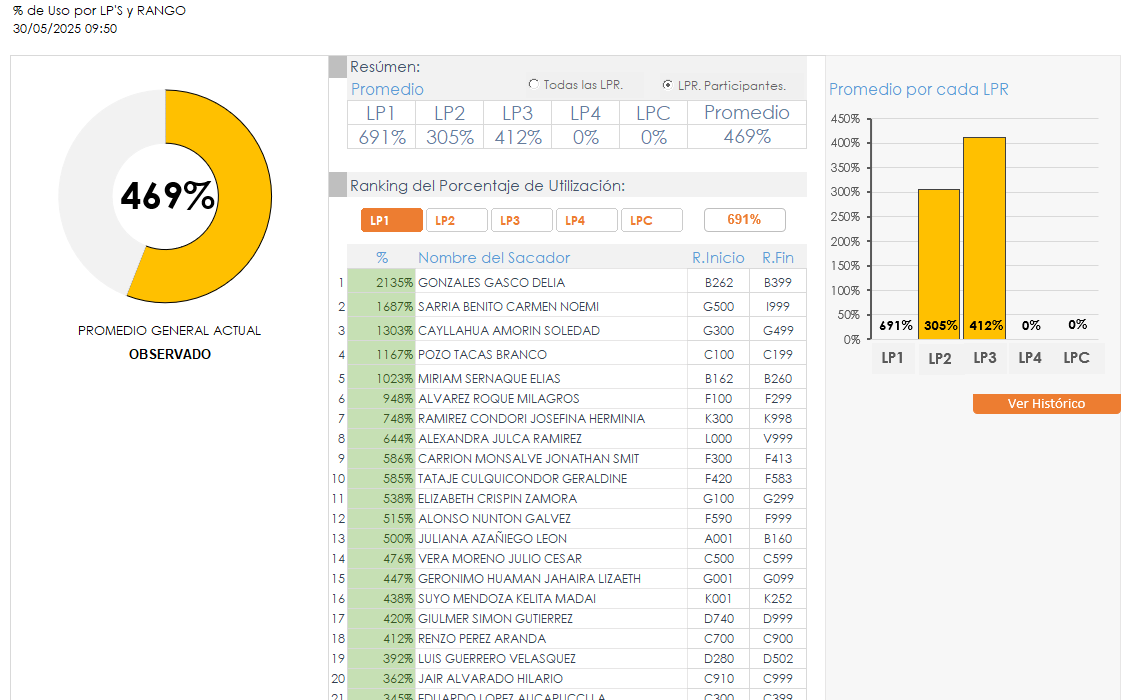 % de Uso por LP'S y RANGO
30/05/2025 09:50
469%
PROMEDIO GENERAL ACTUAL
OBSERVADO
Resúmen:
Promedio
Todas las LPR.
LPR. Participantes.
LP1 LP2 LP3 LP4 LPC Promedio
691% 305% 412% 0% 0% 469%
Ranking del Porcentaje de Utilización:
LP1 LP2 LP3 LP4 LPC 691%
% Nombre del Sacador R.Inicio R.Fin
1 2135% GONZALES GASCO DELIA B262 B399
2 1687% SARRIA BENITO CARMEN NOEMI G500 I999
3 1303% CAYLLAHUA AMORIN SOLEDAD G300 G499
4 1167% POZO TACAS BRANCO C100 C199
5 1023% MIRIAM SERNAQUE ELIAS B162 B260
6 948% ALVAREZ ROQUE MILAGROS F100 F299
7 748% RAMIREZ CONDORI JOSEFINA HERMINIA K300 K998
8 644% ALEXANDRA JULCA RAMIREZ L000 V999
9 586% CARRION MONSALVE JONATHAN SMIT F300 F413
10 585% TATAJE CULQUICONDOR GERALDINE F420 F583
11 538% ELIZABETH CRISPIN ZAMORA G100 G299
12 515% ALONSO NUNTON GALVEZ F590 F999
13 500% JULIANA AZAÑIEGO LEON A001 B160
14 476% VERA MORENO JULIO CESAR C500 C599
15 447% GERONIMO HUAMAN JAHAIRA LIZAETH G001 G099
16 438% SUYO MENDOZA KELITA MADAI K001 K252
17 420% GIULMER SIMON GUTIERREZ D740 D999
18 412% RENZO PEREZ ARANDA C700 C900
19 392% LUIS GUERRERO VELASQUEZ D280 D502
20 362% JAIR ALVARADO HILARIO C910 C999
21 345% EDUARDO LOPEZ C300 C399
Promedio por cada LPR
450%
400%
350%
300%
250%
200%
150%
100%
50%
0%
691% 305% 412% 0% 0%
LP1 LP2 LP3 LP4 LPC
Ver Histórico